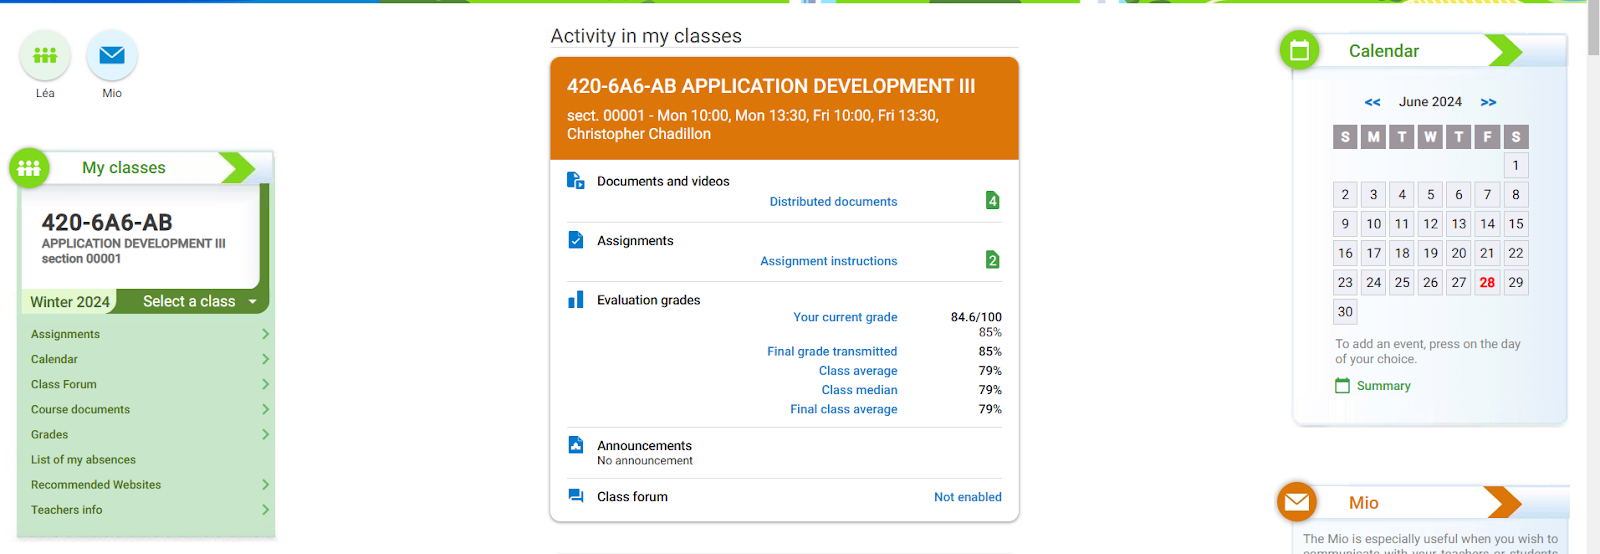 Léa
Mio
My classes
420-6A6-AB
APPLICATION DEVELOPMENT III
section 00001
Winter 2024
Select a class
Assignments
Calendar
Class Forum
Course documents
Grades
List of my absences
Recommended Websites
Teachers info
Activity in my classes
420-6A6-AB APPLICATION DEVELOPMENT III
sect. 00001 - Mon 10:00, Mon 13:30, Fri 10:00, Fri 13:30,
Christopher Chadillon
Documents and videos
Distributed documents 4
Assignments
Assignment instructions 2
Evaluation grades
Your current grade 84.6/100
85%
Final grade transmitted 85%
Class average 79%
Class median 79%
Final class average 79%
Announcements
No announcement
Class forum Not enabled
Calendar
<< June 2024 >>
S M T W T F S
1
2 3 4 5 6 7 8
9 10 11 12 13 14 15
16 17 18 19 20 21 22
23 24 25 26 27 28 29
30
To add an event, press on the day
of your choice.
Summary
Mio
The Mio is especially useful when you wish to
communicate with your teachers or students